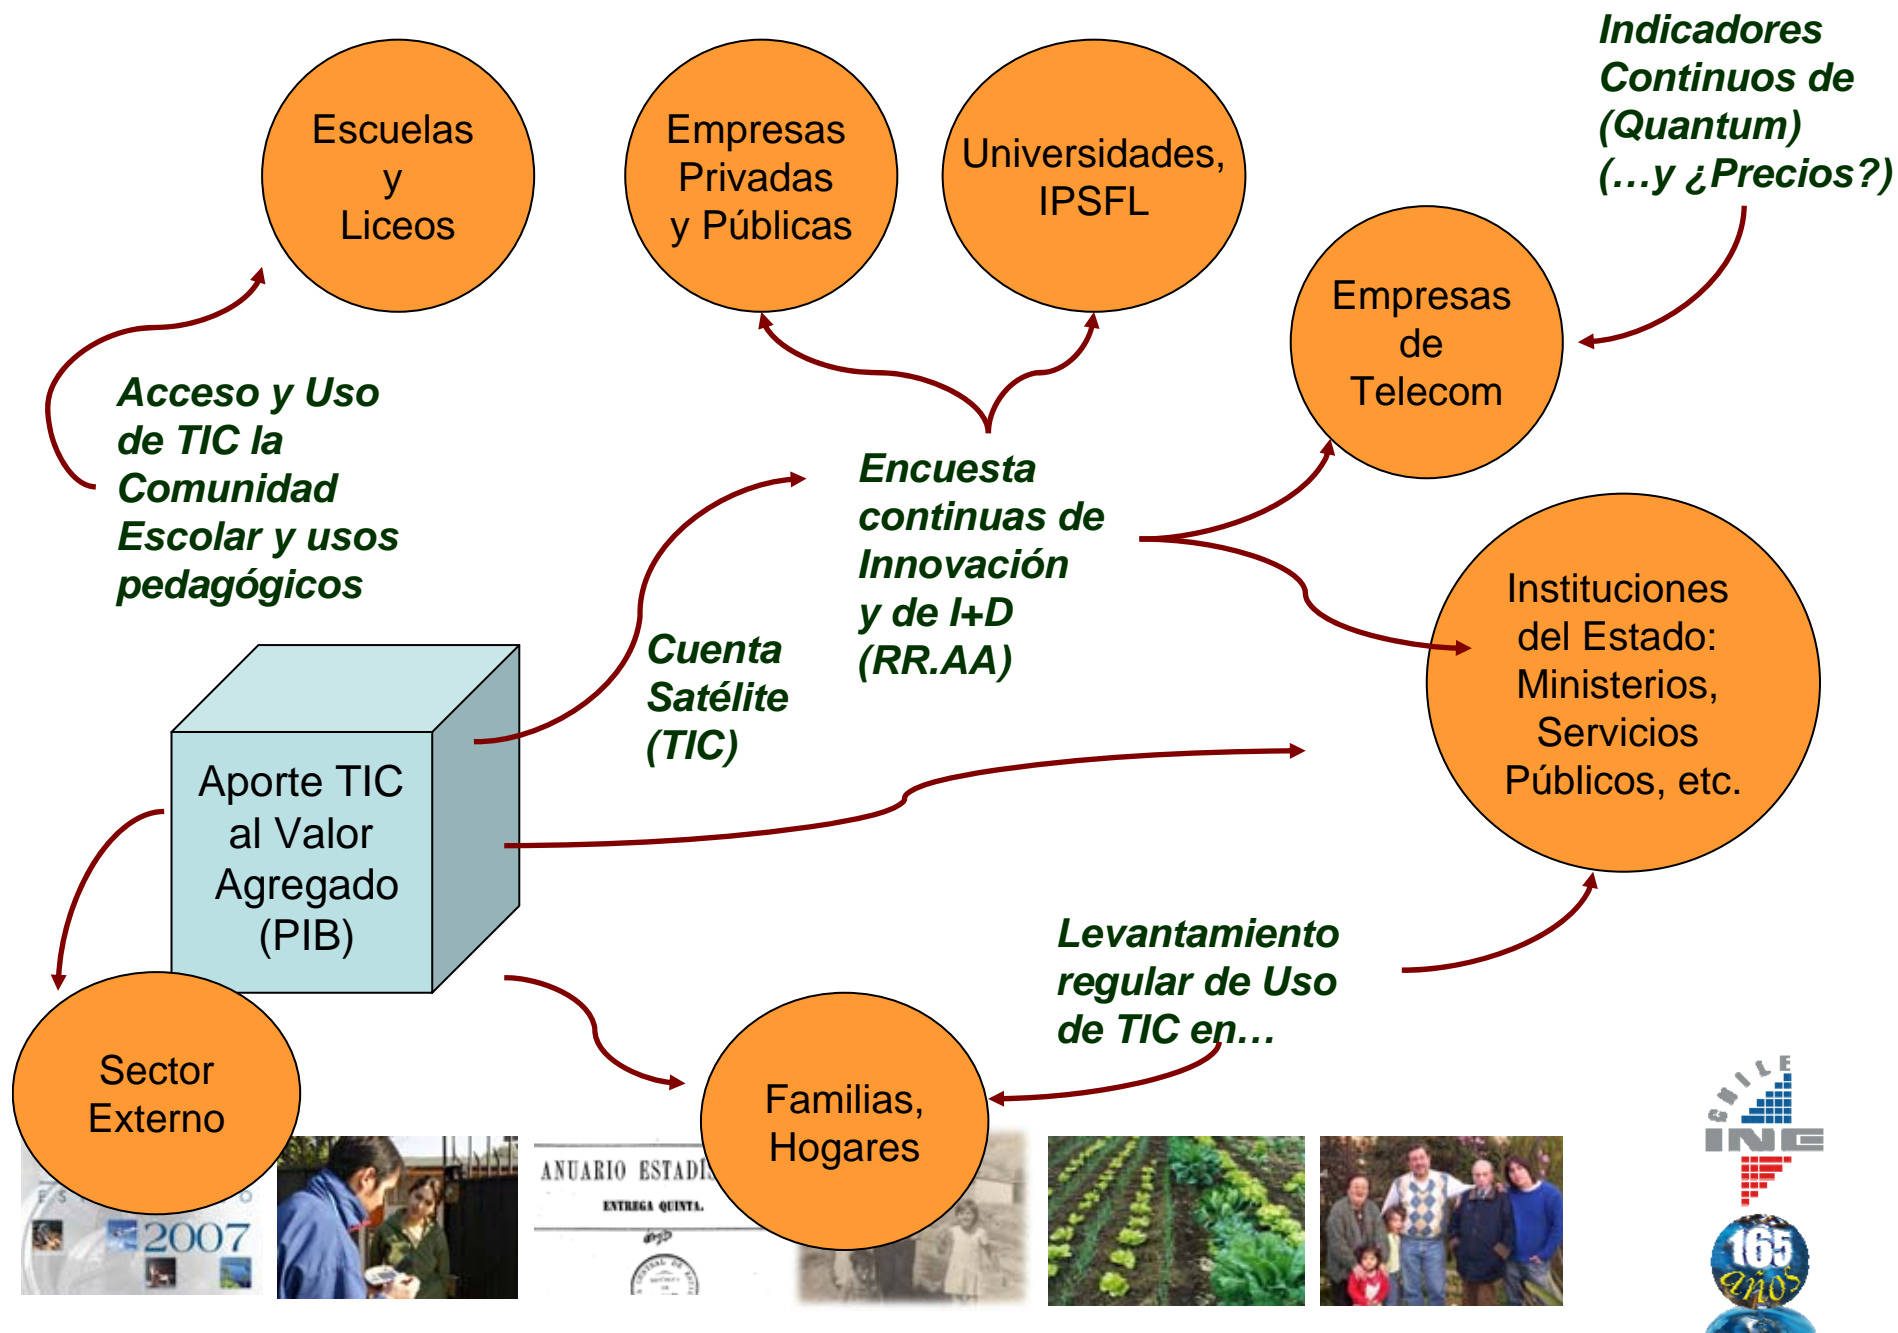 Indicadores
Continuos de
(Quantum)
(…y ¿Precios?)
Escuelas
y
Liceos
Empresas
Privadas
y Públicas
Universidades,
IPSFL
Empresas
de
Telecom
Acceso y Uso
de TIC la
Comunidad
Escolar y usos
pedagógicos
Encuesta
continuas de
Innovación
y de I+D
(RR.AA)
Cuenta
Satélite
(TIC)
Instituciones
del Estado:
Ministerios,
Servicios
Públicos, etc.
Aporte TIC
al Valor
Agregado
(PIB)
Levantamiento
regular de Uso
de TIC en…
Sector
Externo
Familias,
Hogares
2007
ANUARIO
ENTREGA QUINTA.
CHILE
INE
165
años